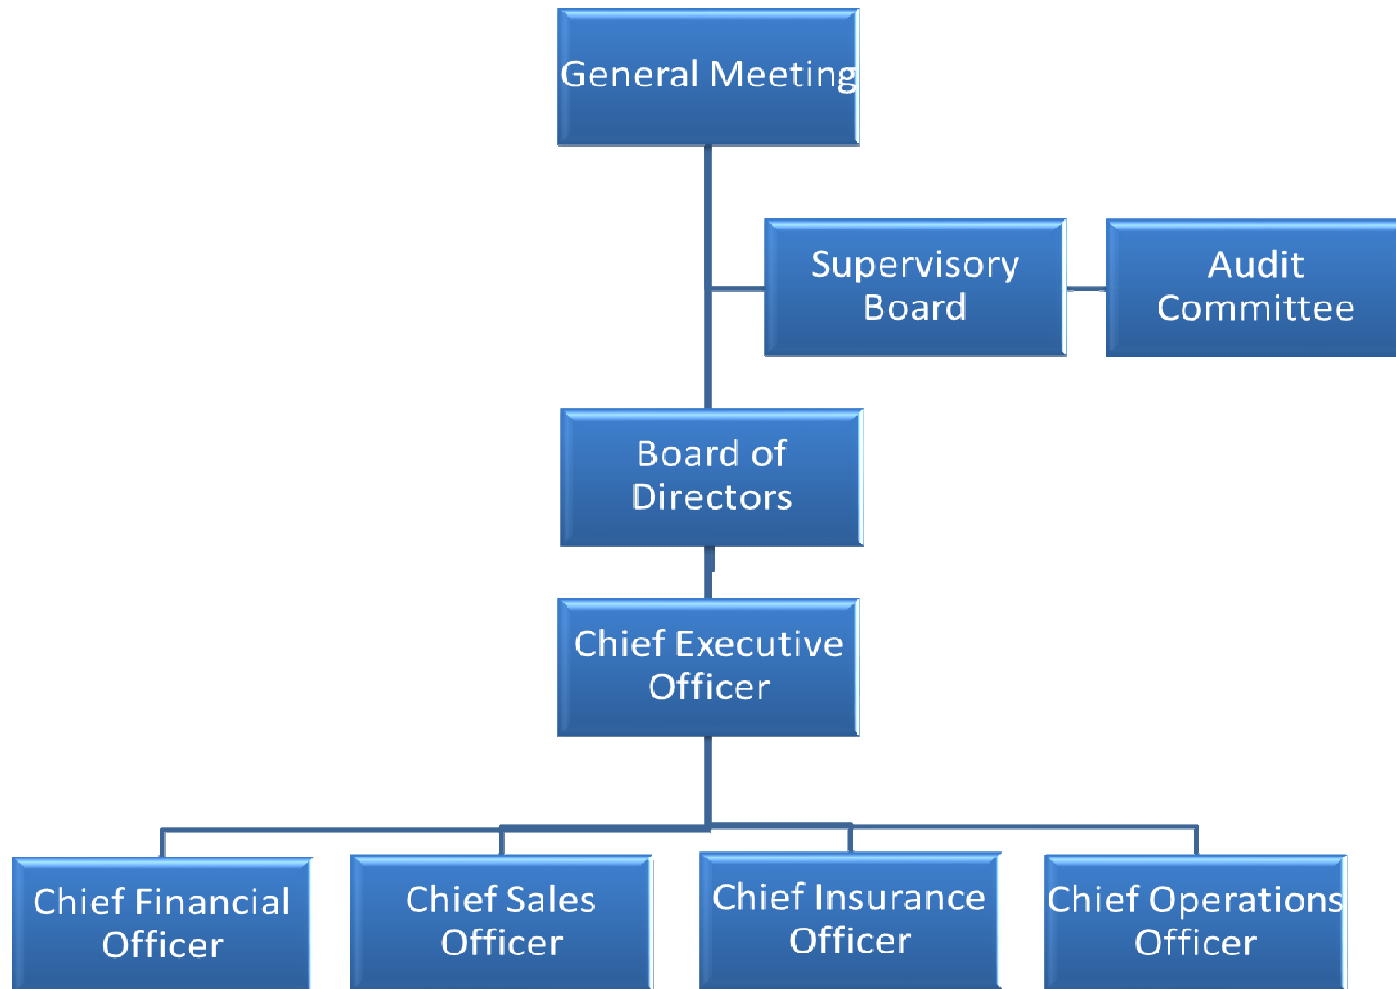 General Meeting
Supervisory
Board
Audit
Committee
Board of
Directors
Chief Executive
Officer
Chief Financial
Officer
Chief Sales
Officer
Chief Insurance
Officer
Chief Operations
Officer